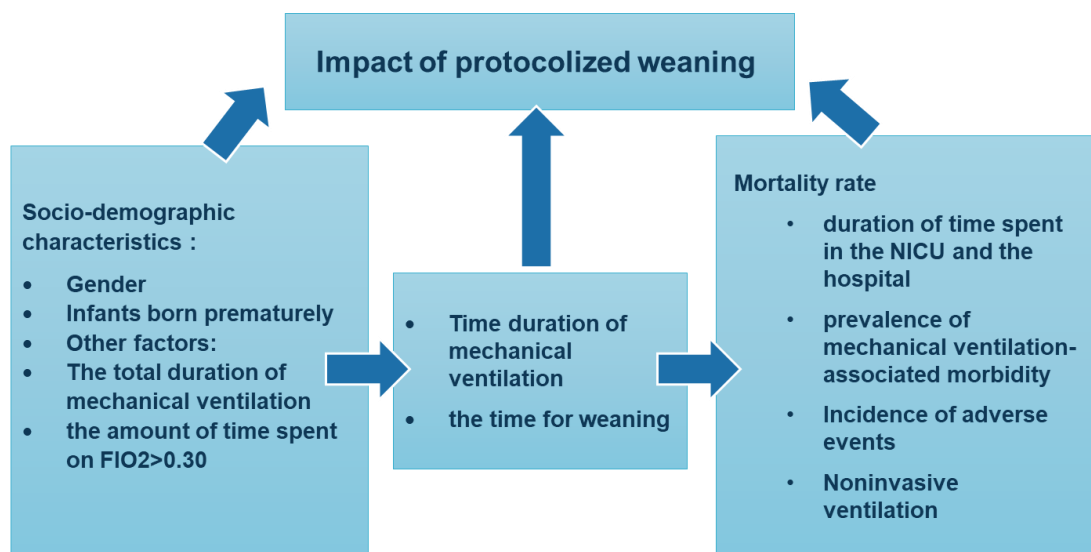 Impact of protocolized weaning
Socio-demographic
characteristics :
• Gender
• Infants born prematurely
• Other factors:
• The total duration of
mechanical ventilation
• the amount of time spent
on FIO2>0.30
• Time duration of
mechanical
ventilation
• the time for weaning
Mortality rate
• duration of time spent
in the NICU and the
hospital
• prevalence of
mechanical ventilation-
associated morbidity
• Incidence of adverse
events
• Noninvasive
ventilation